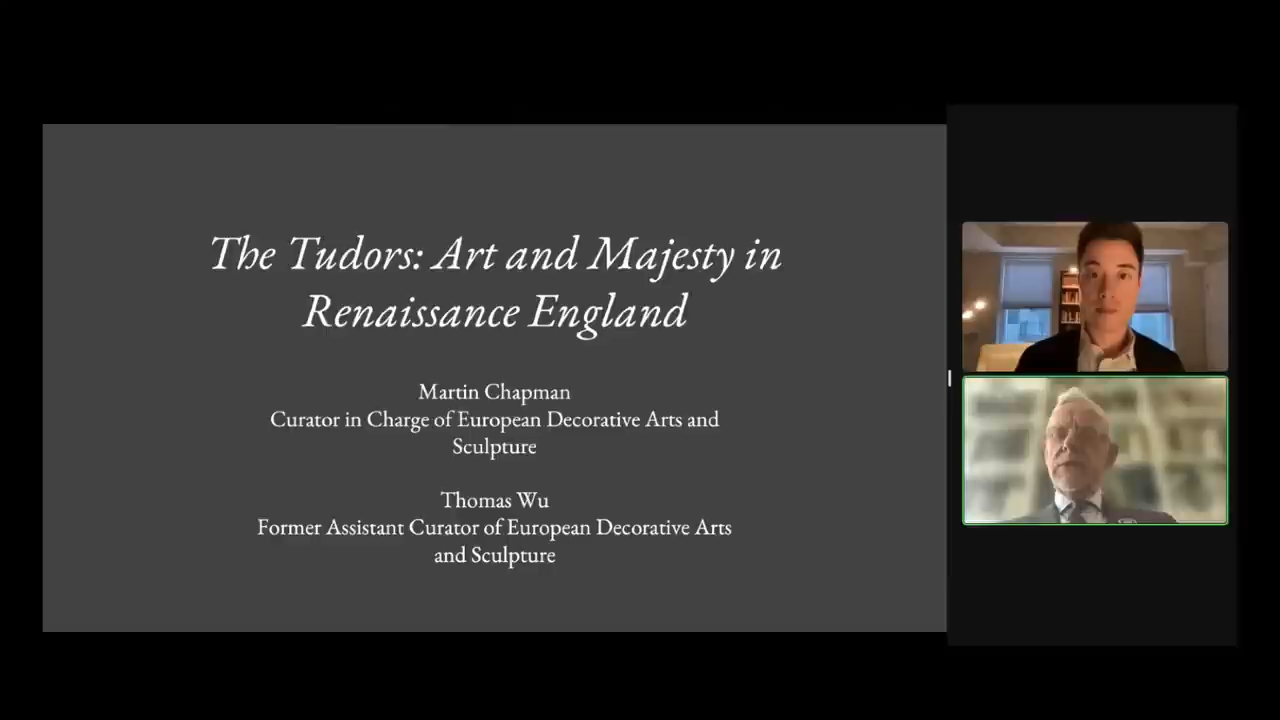 The Tudors: Art and Majesty in
Renaissance England
Martin Chapman
Curator in Charge of European Decorative Arts and
Sculpture
Thomas Wu
Former Assistant Curator of European Decorative Arts
and Sculpture